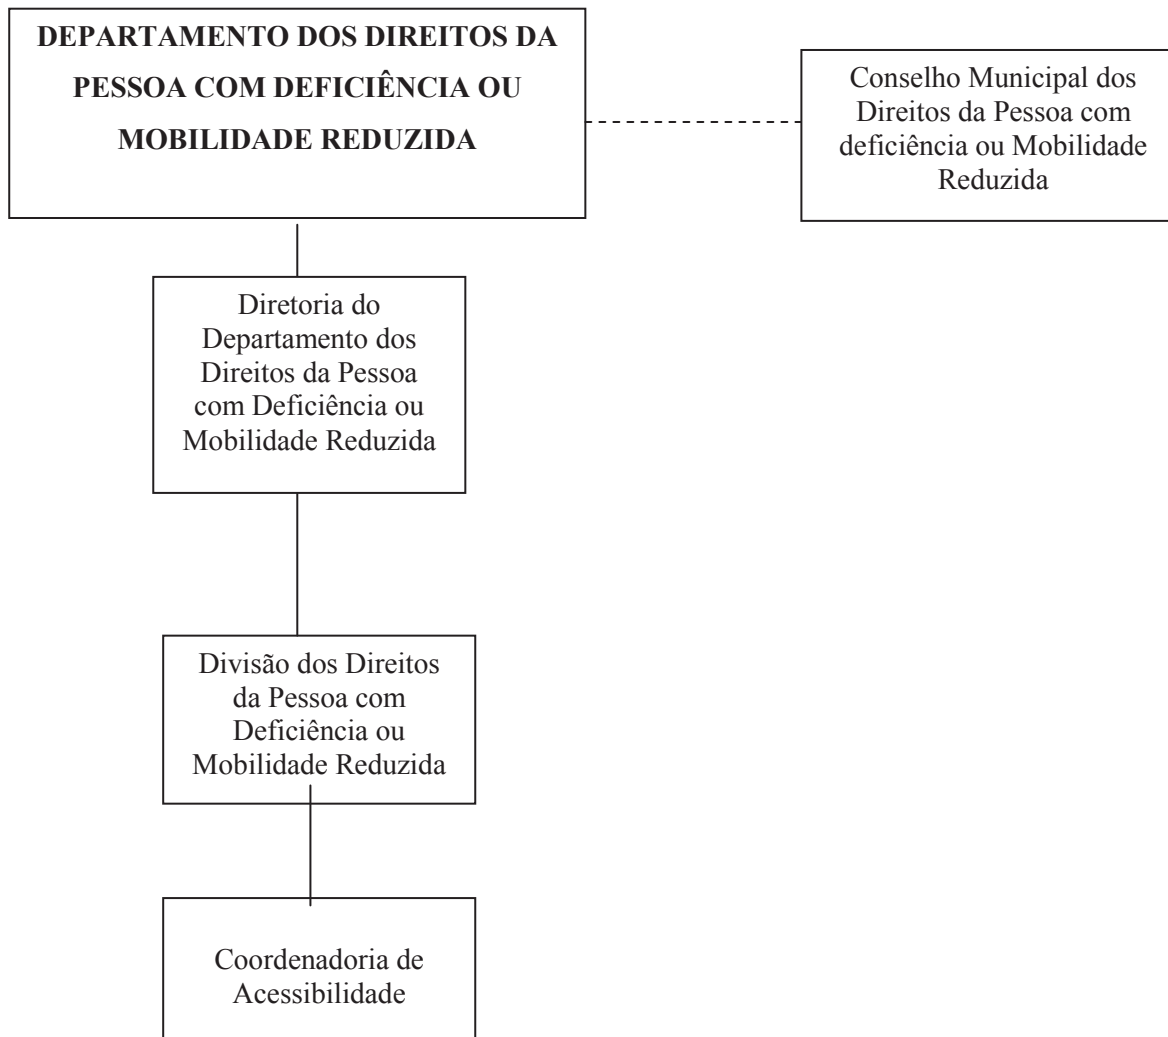 DEPARTAMENTO DOS DIREITOS DA
PESSOA COM DEFICIÊNCIA OU
MOBILIDADE REDUZIDA
Conselho Municipal dos
Direitos da Pessoa com
deficiência ou Mobilidade
Reduzida
Diretoria do
Departamento dos
Direitos da Pessoa
com Deficiência ou
Mobilidade Reduzida
Divisão dos Direitos
da Pessoa com
Deficiência ou
Mobilidade Reduzida
Coordenadoria de
Acessibilidade